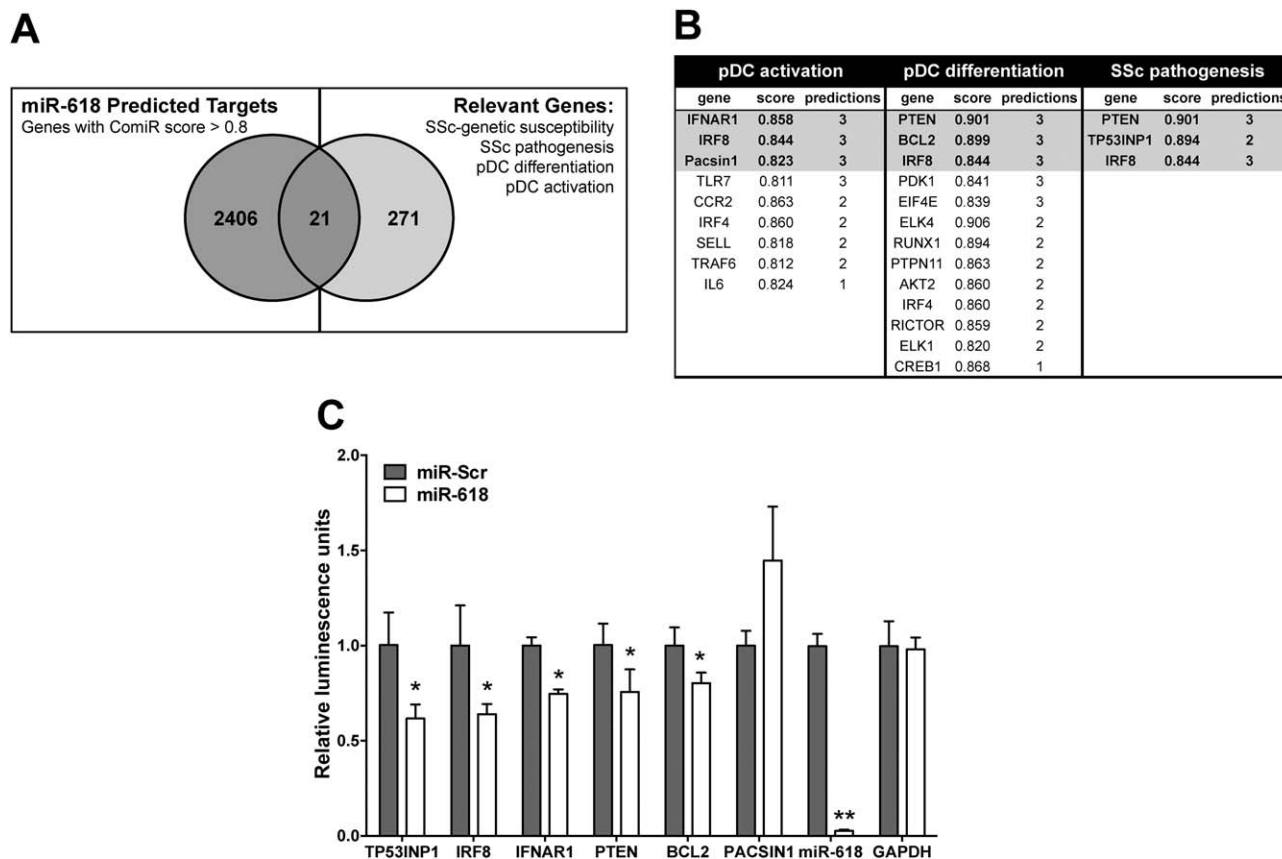 A
miR-618 Predicted Targets
Genes with ComiR score > 0.8
Relevant Genes:
SSc-genetic susceptibility
SSc pathogenesis
pDC differentiation
pDC activation
2406 21 271
B
pDC activation pDC differentiation SSc pathogenesis
gene score predictions gene score predictions gene score predictions
IFNAR1 0.858 3 PTEN 0.901 3 PTEN 0.901 3
IRF8 0.844 3 BCL2 0.899 3 TP53INP1 0.894 2
Pacsin1 0.823 3 IRF8 0.844 3 IRF8 0.844 3
TLR7 0.811 3 PDK1 0.841 3
CCR2 0.863 2 EIF4E 0.839 3
IRF4 0.860 2 ELK4 0.906 2
SELL 0.818 2 RUNX1 0.894 2
TRAF6 0.812 2 PTPN11 0.863 2
IL6 0.824 1 AKT2 0.860 2
IRF4 0.860 2
RICTOR 0.859 2
ELK1 0.820 2
CREB1 0.868 1
C
Relative luminescence units
2.0
1.5
1.0
0.5
0.0
miR-Scr
miR-618
* * * * * **
TP53INP1 IRF8 IFNAR1 PTEN BCL2 PACSIN1 miR-618 GAPDH